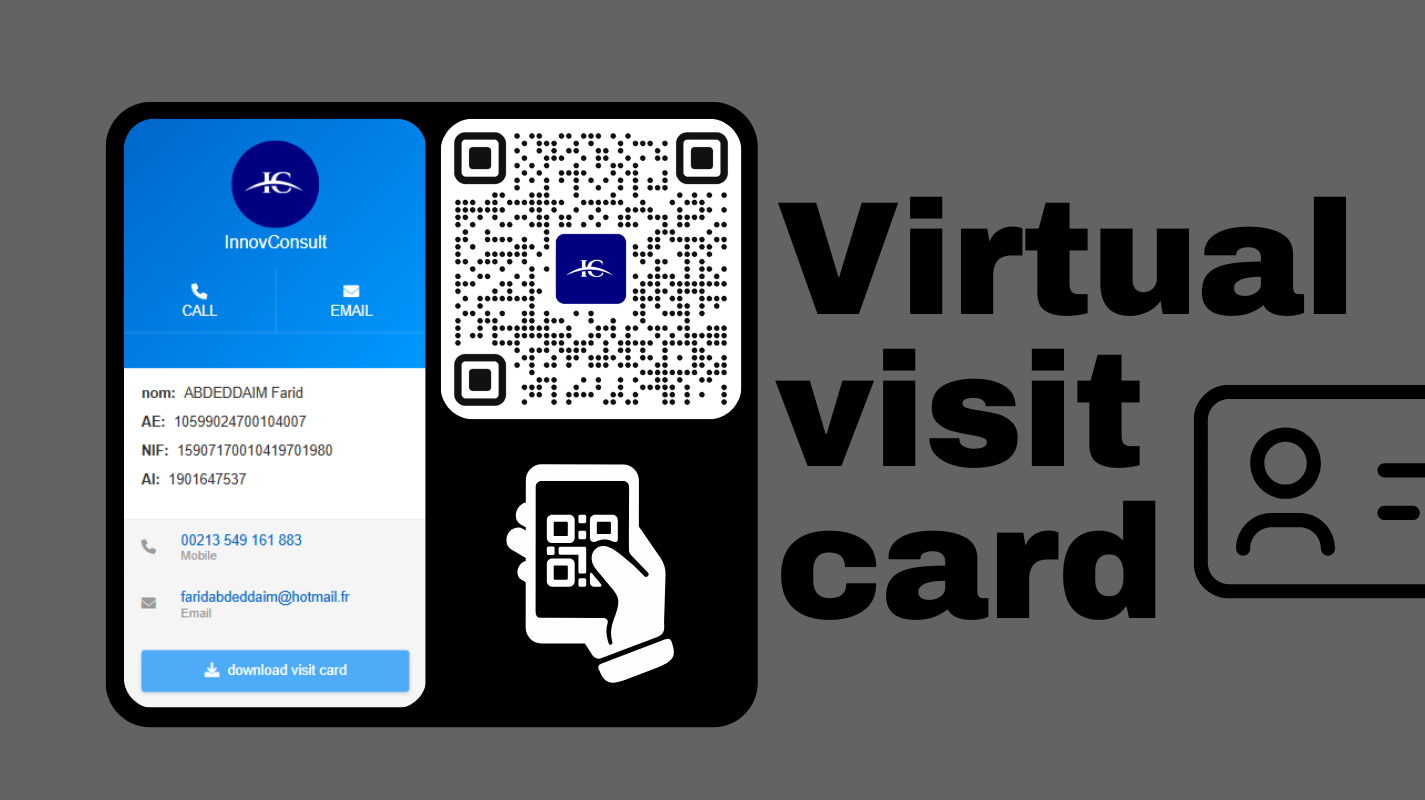 IC
InnovConsult
CALL
EMAIL
nom: ABDEDDAIM Farid
AE: 10599024700104007
NIF: 15907170010419701980
AI: 1901647537
00213 549 161 883
Mobile
faridabdeddaim@hotmail.fr
Email
download visit card
IC
Virtual
visit
card